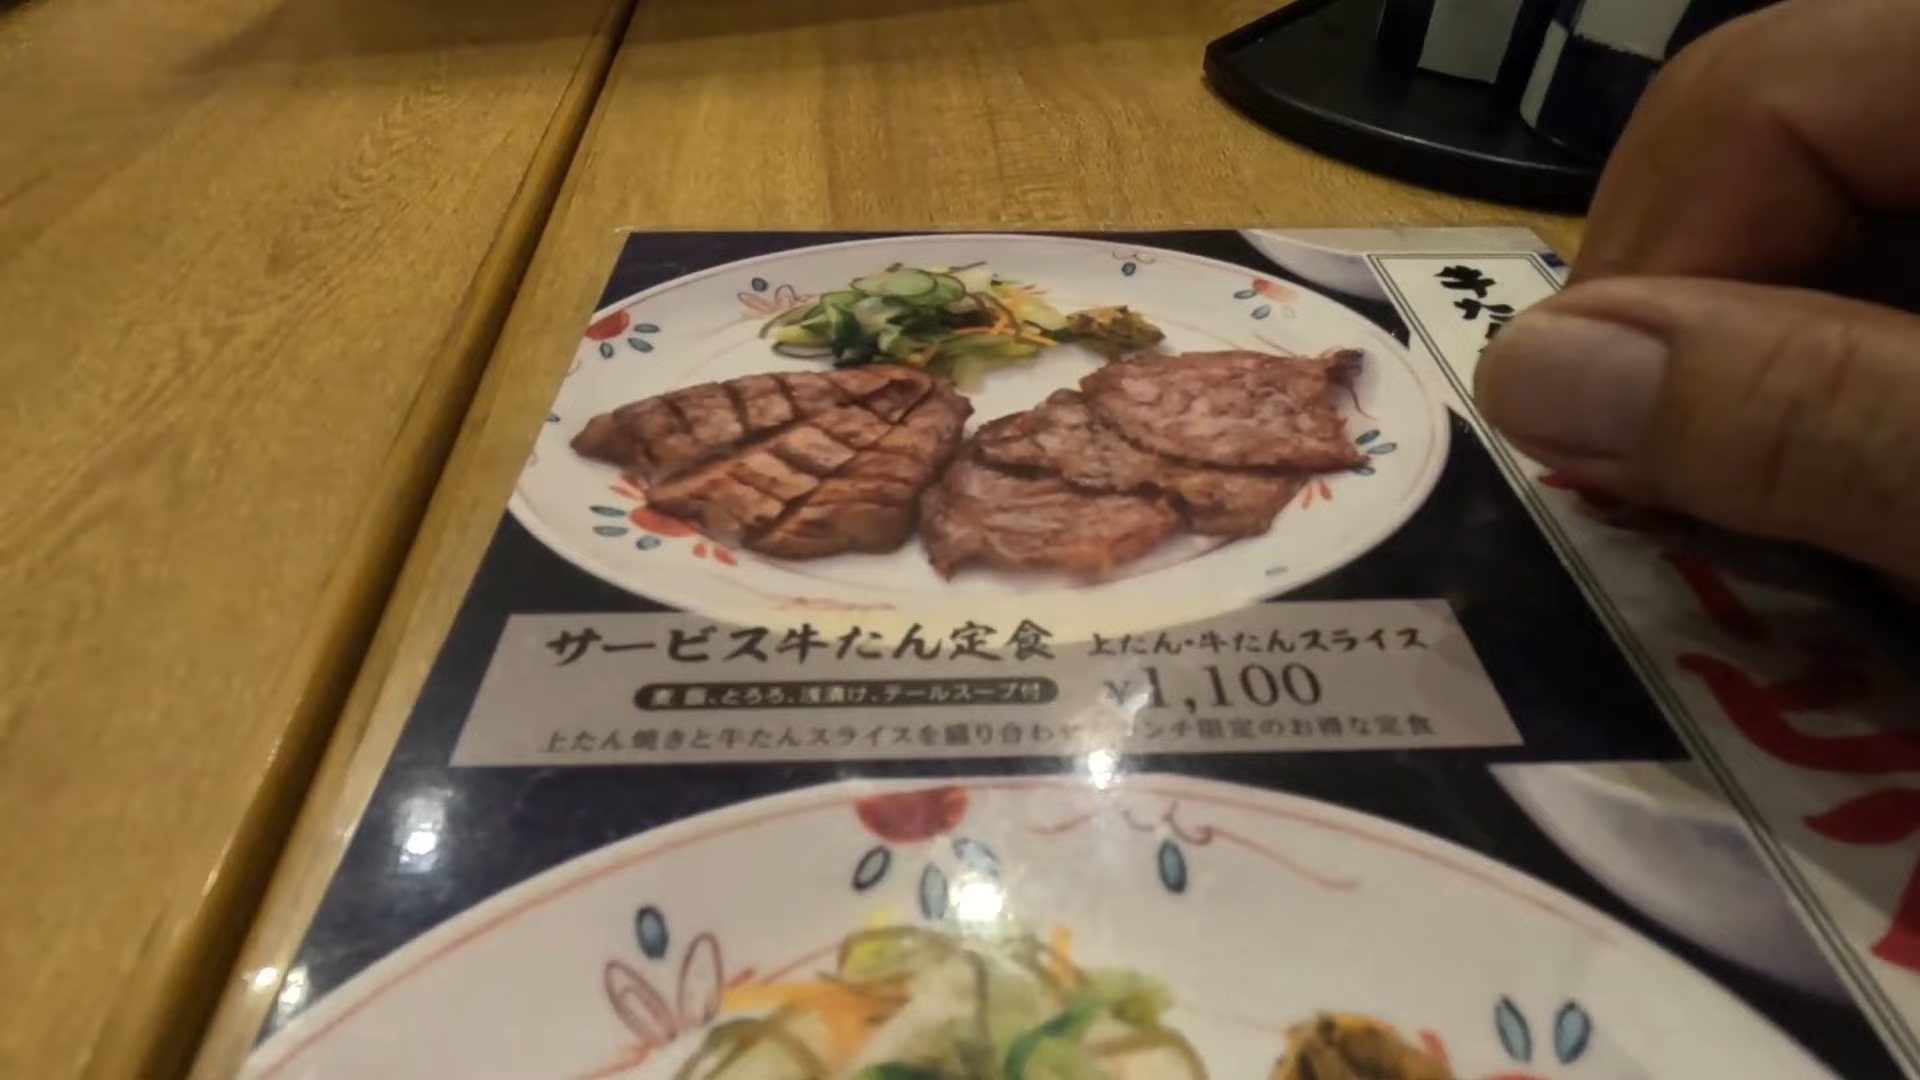 牛た
サービス牛たん定食 上たん・牛たんスライス
麦飯、とろろ、浅漬け、テールスープ付 ¥1,100
上たん焼きと牛たんスライスを盛り合わせ ンチ限定のお得な定食